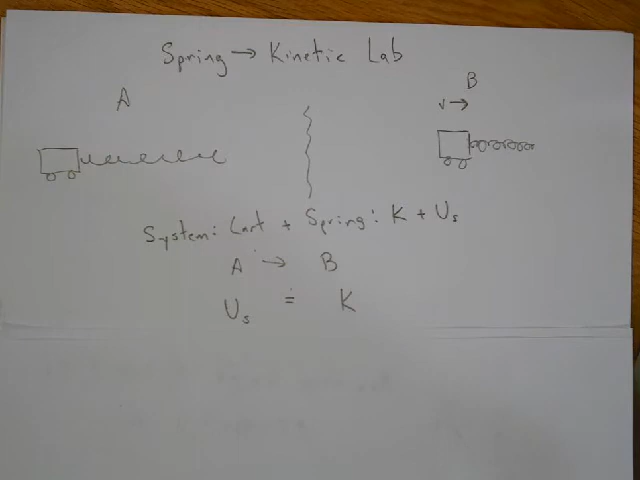 Spring → Kinetic Lab
A
B
v →
System: Cart + Spring: K + Us
A → B
Us = K